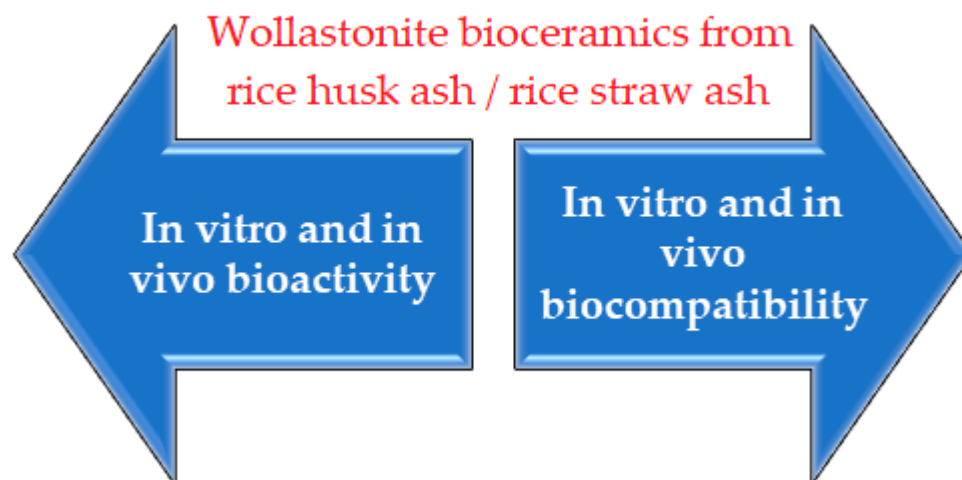 Wollastonite bioceramics from
rice husk ash / rice straw ash
In vitro and in
vivo bioactivity
In vitro and in
vivo
biocompatibility